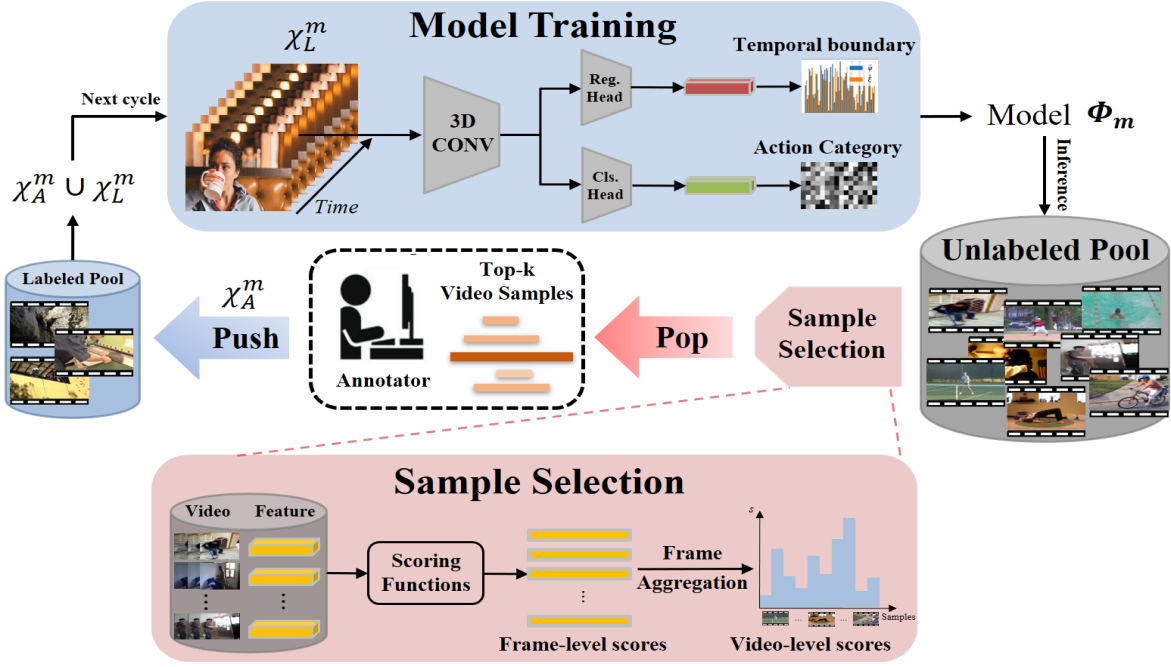 Model Training
χ_L^m
Temporal boundary
Next cycle
Reg.
Head
3D
CONV
Model Φ_m
Action Category
Cls.
Head
Time
Inference
χ_A^m ∪ χ_L^m
Unlabeled Pool
Labeled Pool
χ_A^m
Push
Top-k
Video Samples
Annotator
Pop
Sample
Selection
Sample Selection
Video Feature
Scoring
Functions
Frame
Aggregation
s
Samples
Frame-level scores
Video-level scores